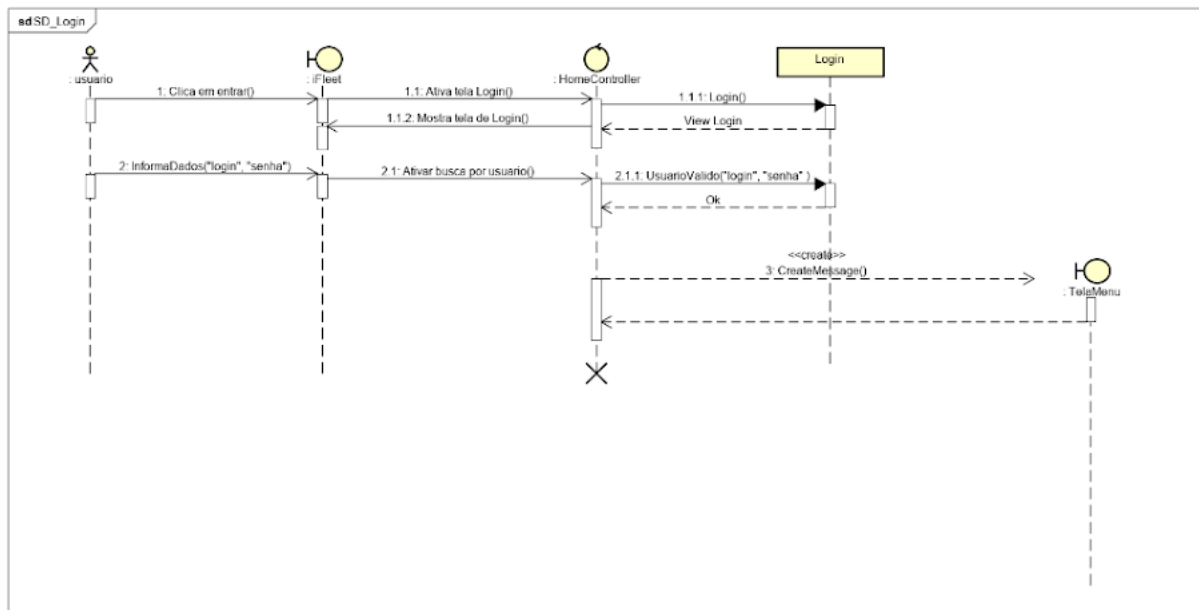 sd SD_Login
: usuario
: iFleet
: HomeController
Login
1: Clica em entrar()
1.1: Ativa tela Login()
1.1.1: Login()
1.1.2: Mostra tela de Login()
View Login
2: InformaDados("login", "senha")
2.1: Ativar busca por usuario()
2.1.1: UsuarioValido("login", "senha" )
Ok
<<create>>
3: CreateMessage()
: TelaMenu